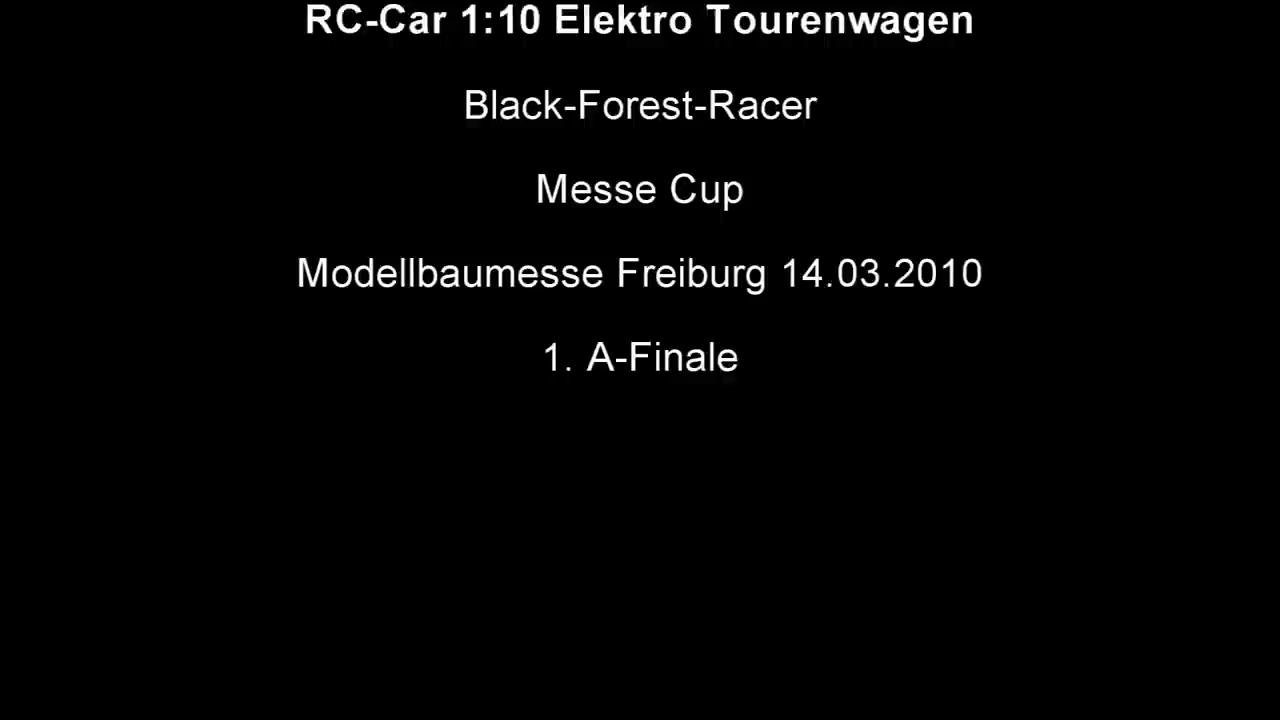 RC-Car 1:10 Elektro Tourenwagen
Black-Forest-Racer
Messe Cup
Modellbaumesse Freiburg 14.03.2010
1. A-Finale